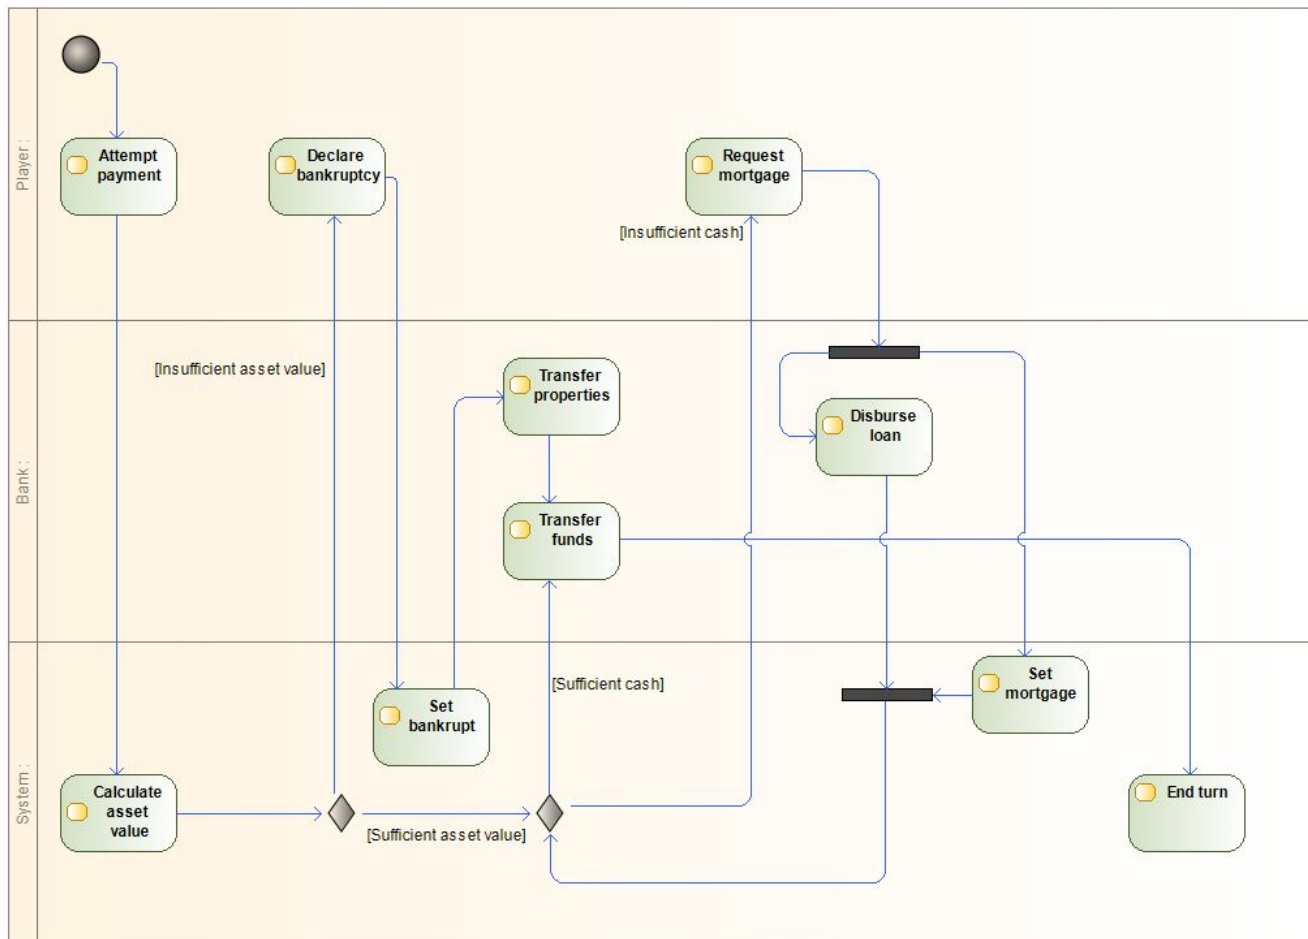 Player :
Attempt
payment
Declare
bankruptcy
Request
mortgage
[Insufficient cash]
Bank :
[Insufficient asset value]
Transfer
properties
Disburse
loan
Transfer
funds
System :
[Sufficient cash]
Set
bankrupt
Set
mortgage
Calculate
asset
value
[Sufficient asset value]
End turn